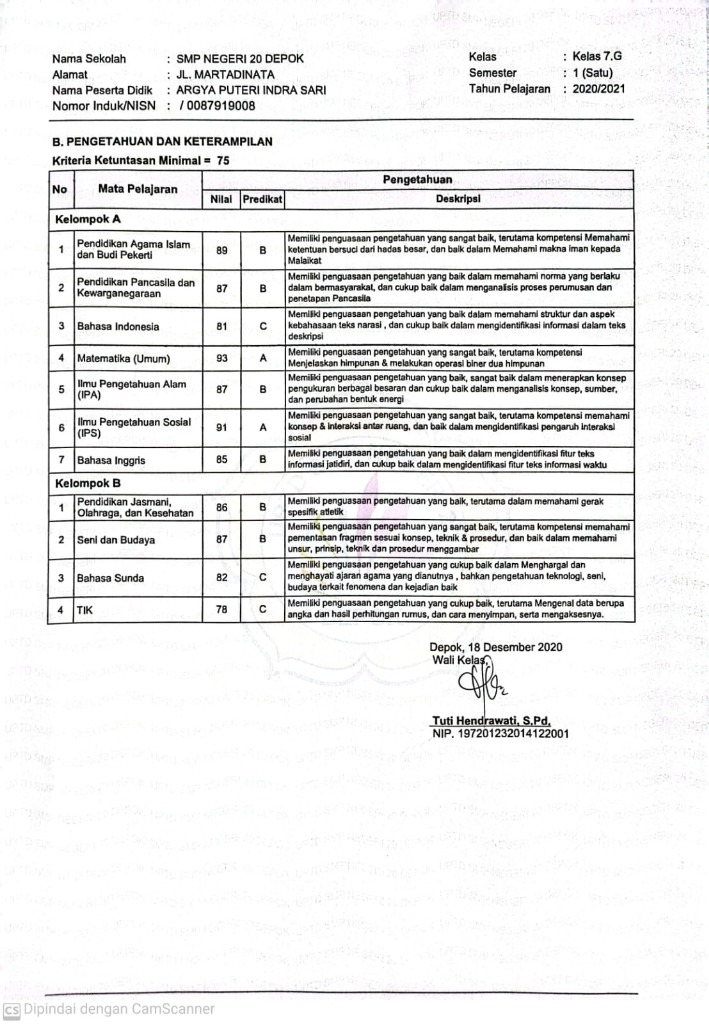 Nama Sekolah : SMP NEGERI 20 DEPOK Kelas : Kelas 7.G
Alamat : JL. MARTADINATA Semester : 1 (Satu)
Nama Peserta Didik : ARGYA PUTERI INDRA SARI Tahun Pelajaran : 2020/2021
Nomor Induk/NISN : / 0087919008
B. PENGETAHUAN DAN KETERAMPILAN
Kriteria Ketuntasan Minimal = 75
No Mata Pelajaran Pengetahuan
Nilai Predikat Deskripsi
Kelompok A
1 Pendidikan Agama Islam dan Budi Pekerti 89 B Memiliki penguasaan pengetahuan yang sangat baik, terutama kompetensi Memahami
ketentuan bersuci dari hadas besar, dan baik dalam Memahami makna iman kepada
Malaikat
2 Pendidikan Pancasila dan Kewarganegaraan 87 B Memiliki penguasaan pengetahuan yang baik dalam memahami norma yang berlaku
dalam bermasyarakat, dan cukup baik dalam menganalisis proses perumusan dan
penetapan Pancasila
3 Bahasa Indonesia 81 C Memiliki penguasaan pengetahuan yang baik dalam memahami struktur dan aspek
kebahasaan teks narasi , dan cukup baik dalam mengidentifikasi informasi dalam teks
deskripsi
4 Matematika (Umum) 93 A Memiliki penguasaan pengetahuan yang sangat baik, terutama kompetensi
Menjelaskan himpunan & melakukan operasi biner dua himpunan
5 Ilmu Pengetahuan Alam (IPA) 87 B Memiliki penguasaan pengetahuan yang baik, sangat baik dalam menerapkan konsep
pengukuran berbagai besaran dan cukup baik dalam menganalisis konsep, sumber,
dan perubahan bentuk energi
6 Ilmu Pengetahuan Sosial (IPS) 91 A Memiliki penguasaan pengetahuan yang sangat baik, terutama kompetensi memahami
konsep & interaksi antar ruang, dan baik dalam mengidentifikasi pengaruh interaksi
sosial
7 Bahasa Inggris 85 B Memiliki penguasaan pengetahuan yang baik dalam mengidentifikasi fitur teks
informasi jatidiri, dan cukup baik dalam mengidentifikasi fitur teks informasi waktu
Kelompok B
1 Pendidikan Jasmani, Olahraga, dan Kesehatan 86 B Memiliki penguasaan pengetahuan yang baik, terutama dalam memahami gerak
spesifik atletik
2 Seni dan Budaya 87 B Memiliki penguasaan pengetahuan yang sangat baik, terutama kompetensi memahami
pementasan fragmen sesuai konsep, teknik & prosedur, dan baik dalam memahami
unsur, prinsip, teknik dan prosedur menggambar
3 Bahasa Sunda 82 C Memiliki penguasaan pengetahuan yang cukup baik dalam Menghargai dan
menghayati ajaran agama yang dianutnya , bahkan pengetahuan teknologi, seni,
budaya terkait fenomena dan kejadian baik
4 TIK 78 C Memiliki penguasaan pengetahuan yang cukup baik, terutama Mengenal data berupa
angka dan hasil perhitungan rumus, dan cara menyimpan, serta mengaksesnya.
Depok, 18 Desember 2020
Wali Kelas,
Tuti Hendrawati, S.Pd.
NIP. 197201232014122001
CS Dipindai dengan CamScanner